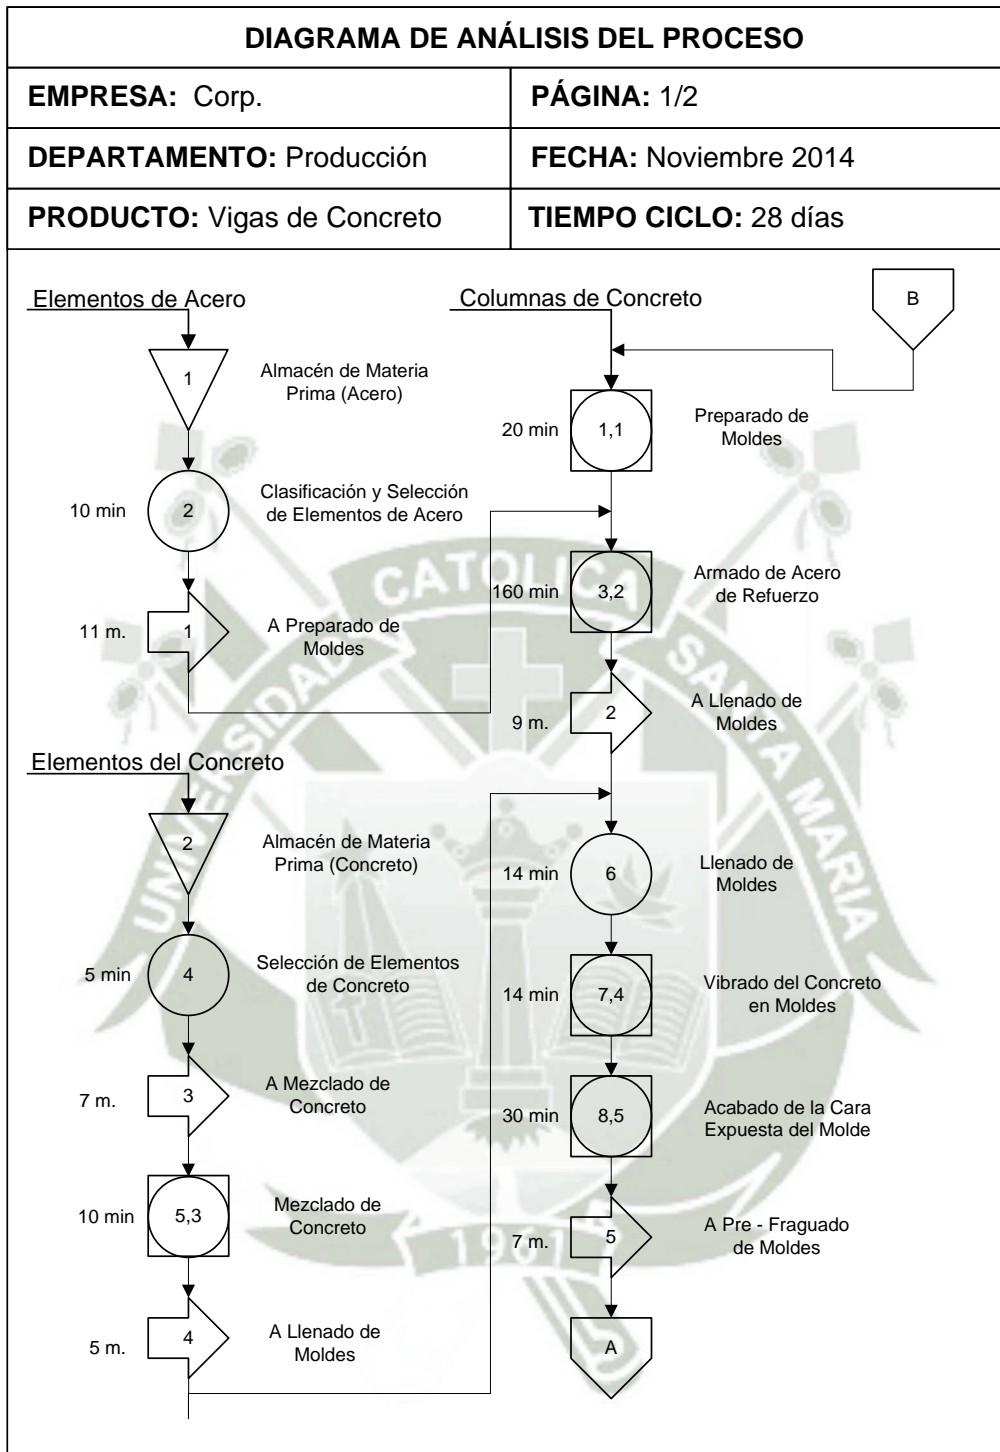 DIAGRAMA DE ANÁLISIS DEL PROCESO
EMPRESA: Corp.
PÁGINA: 1/2
DEPARTAMENTO: Producción
FECHA: Noviembre 2014
PRODUCTO: Vigas de Concreto
TIEMPO CICLO: 28 días
Elementos de Acero
1
Almacén de Materia
Prima (Acero)
10 min
2
Clasificación y Selección
de Elementos de Acero
11 m.
1
A Preparado de
Moldes
Elementos del Concreto
2
Almacén de Materia
Prima (Concreto)
5 min
4
Selección de Elementos
de Concreto
7 m.
3
A Mezclado de
Concreto
10 min
5,3
Mezclado de
Concreto
5 m.
4
A Llenado de
Moldes
Columnas de Concreto
B
20 min
1,1
Preparado de
Moldes
160 min
3,2
Armado de Acero
de Refuerzo
9 m.
2
A Llenado de
Moldes
14 min
6
Llenado de
Moldes
14 min
7,4
Vibrado del Concreto
en Moldes
30 min
8,5
Acabado de la Cara
Expuesta del Molde
7 m.
5
A Pre - Fraguado
de Moldes
A
UNIVERSIDAD CATOLICA SANTA MARIA
1961